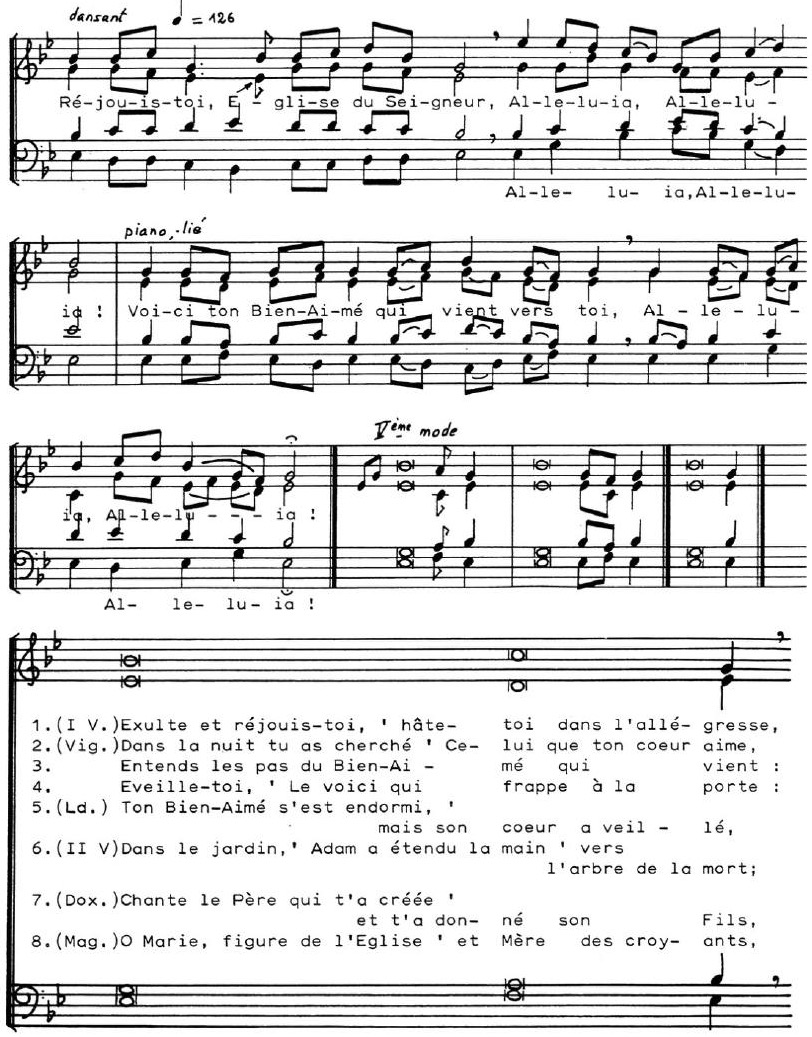 dansant ♩ = 126
Ré-jou-is-toi, E - gli-se du Sei-gneur, Al-le-lu-ia, Al-le-lu -
Al-le- lu- ia,Al-le-lu-
piano,-lié
ia ! Voi-ci ton Bien-Ai-mé qui vient vers toi, Al - le - lu -
Vème mode
ia, Al-le-lu - - - ia !
Al- le- lu- ia !
1.(I V.)Exulte et réjouis-toi, ' hâte- toi dans l'allé- gresse,
2.(Vig.)Dans la nuit tu as cherché ' Ce- lui que ton coeur aime,
3. Entends les pas du Bien-Ai - mé qui vient :
4. Eveille-toi, ' Le voici qui frappe à la porte :
5.(Ld.) Ton Bien-Aimé s'est endormi, '
mais son coeur a veil - lé,
6.(II V)Dans le jardin,' Adam a étendu la main ' vers
l'arbre de la mort;
7.(Dox.)Chante le Père qui t'a créée '
et t'a don- né son Fils,
8.(Mag.)O Marie, figure de l'Eglise ' et Mère des croy- ants,